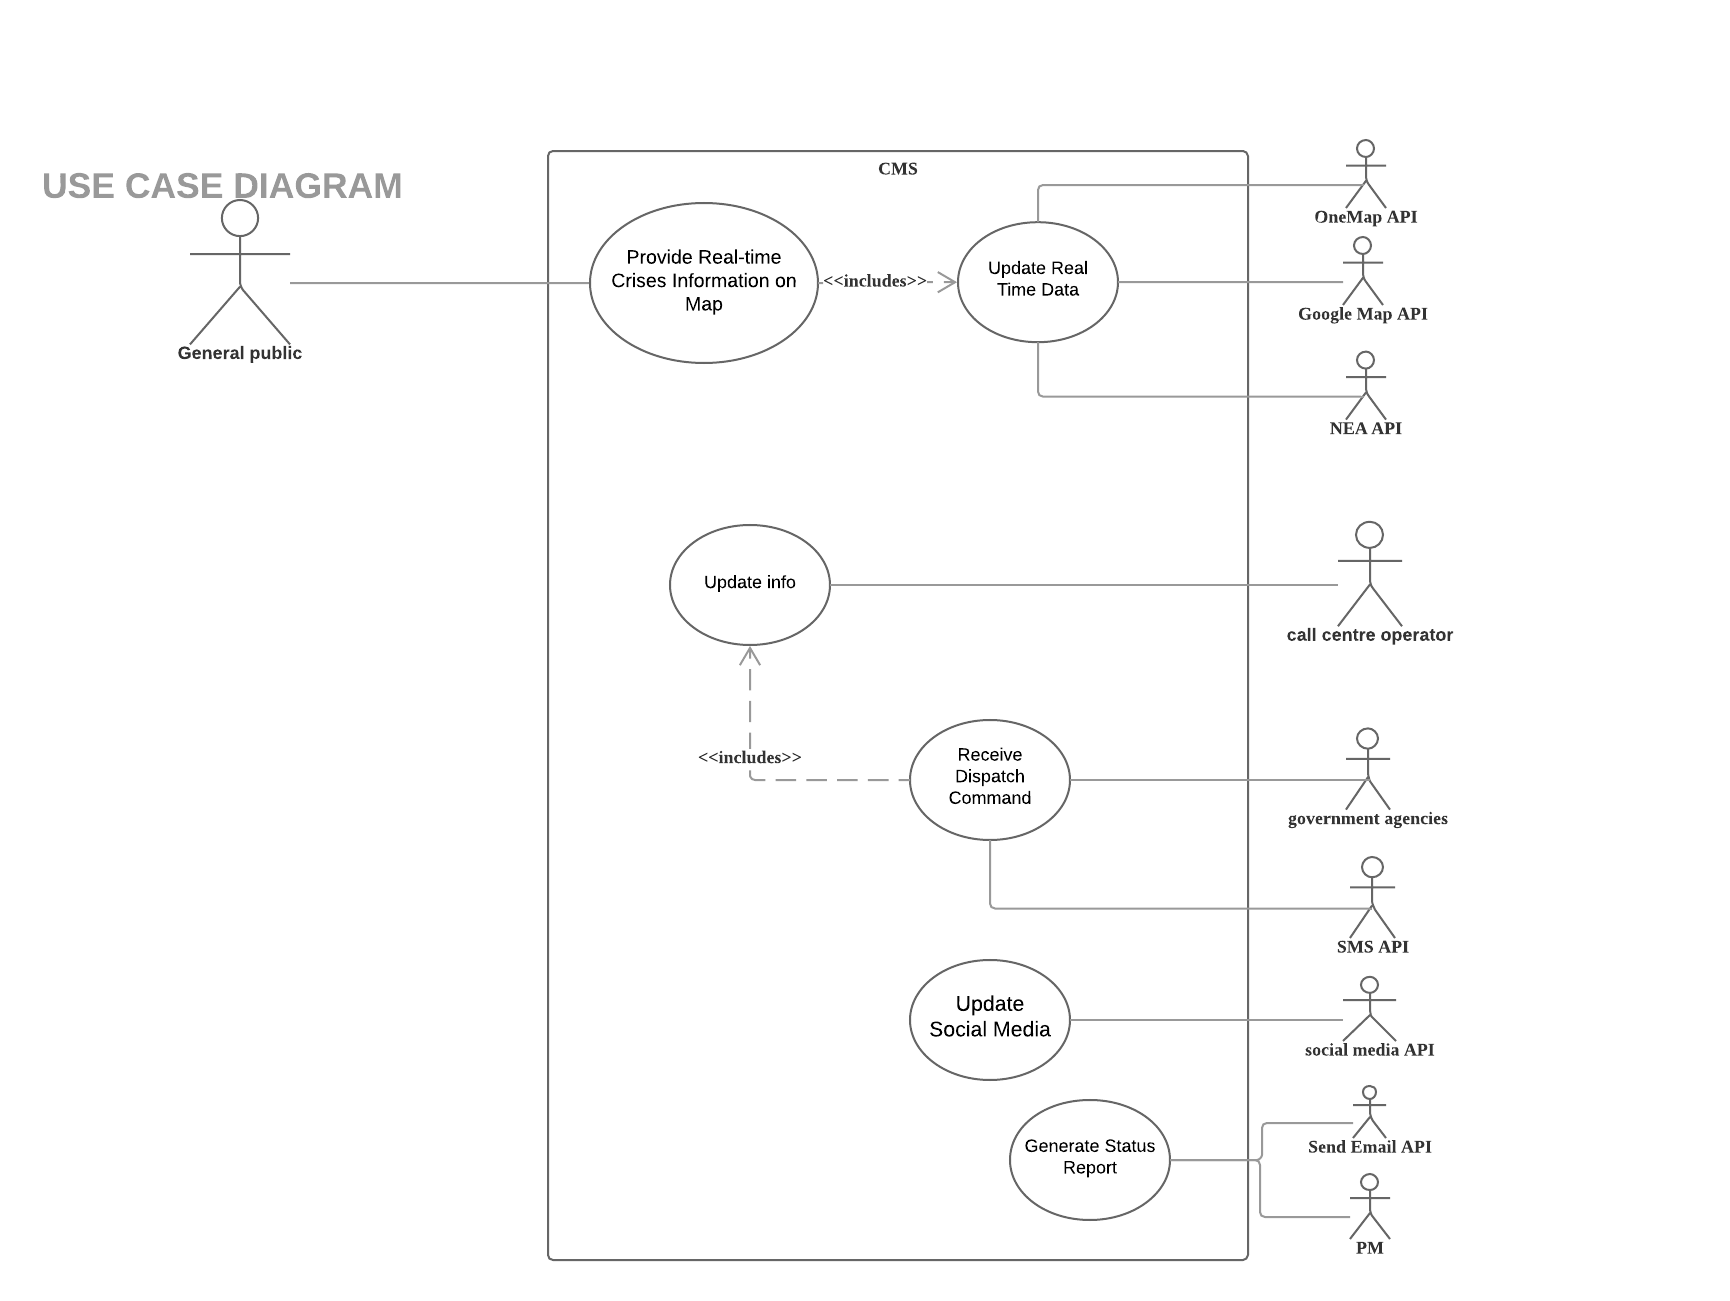 USE CASE DIAGRAM
General public
CMS
Provide Real-time
Crises Information on
Map
<<includes>>
Update Real
Time Data
OneMap API
Google Map API
NEA API
Update info
call centre operator
<<includes>>
Receive
Dispatch
Command
government agencies
SMS API
Update
Social Media
social media API
Generate Status
Report
Send Email API
PM